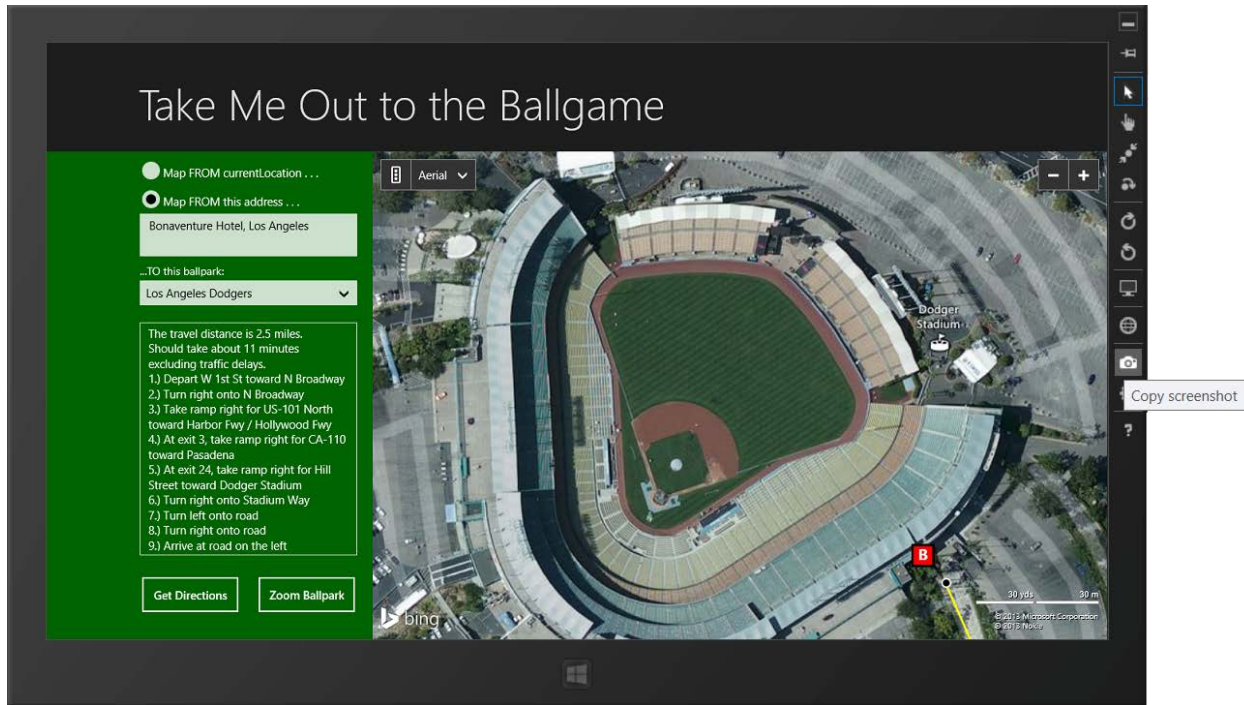 Take Me Out to the Ballgame
Map FROM currentLocation . . .
Map FROM this address . . .
Bonaventure Hotel, Los Angeles
...TO this ballpark:
Los Angeles Dodgers
The travel distance is 2.5 miles.
Should take about 11 minutes
excluding traffic delays.
1.) Depart W 1st St toward N Broadway
2.) Turn right onto N Broadway
3.) Take ramp right for US-101 North
toward Harbor Fwy / Hollywood Fwy
4.) At exit 3, take ramp right for CA-110
toward Pasadena
5.) At exit 24, take ramp right for Hill
Street toward Dodger Stadium
6.) Turn right onto Stadium Way
7.) Turn left onto road
8.) Turn right onto road
9.) Arrive at road on the left
Get Directions
Zoom Ballpark
Aerial
− +
Dodger
Stadium
B
30 yds 30 m
© 2013 Microsoft Corporation
© 2013 Nokia
bing
Copy screenshot
?